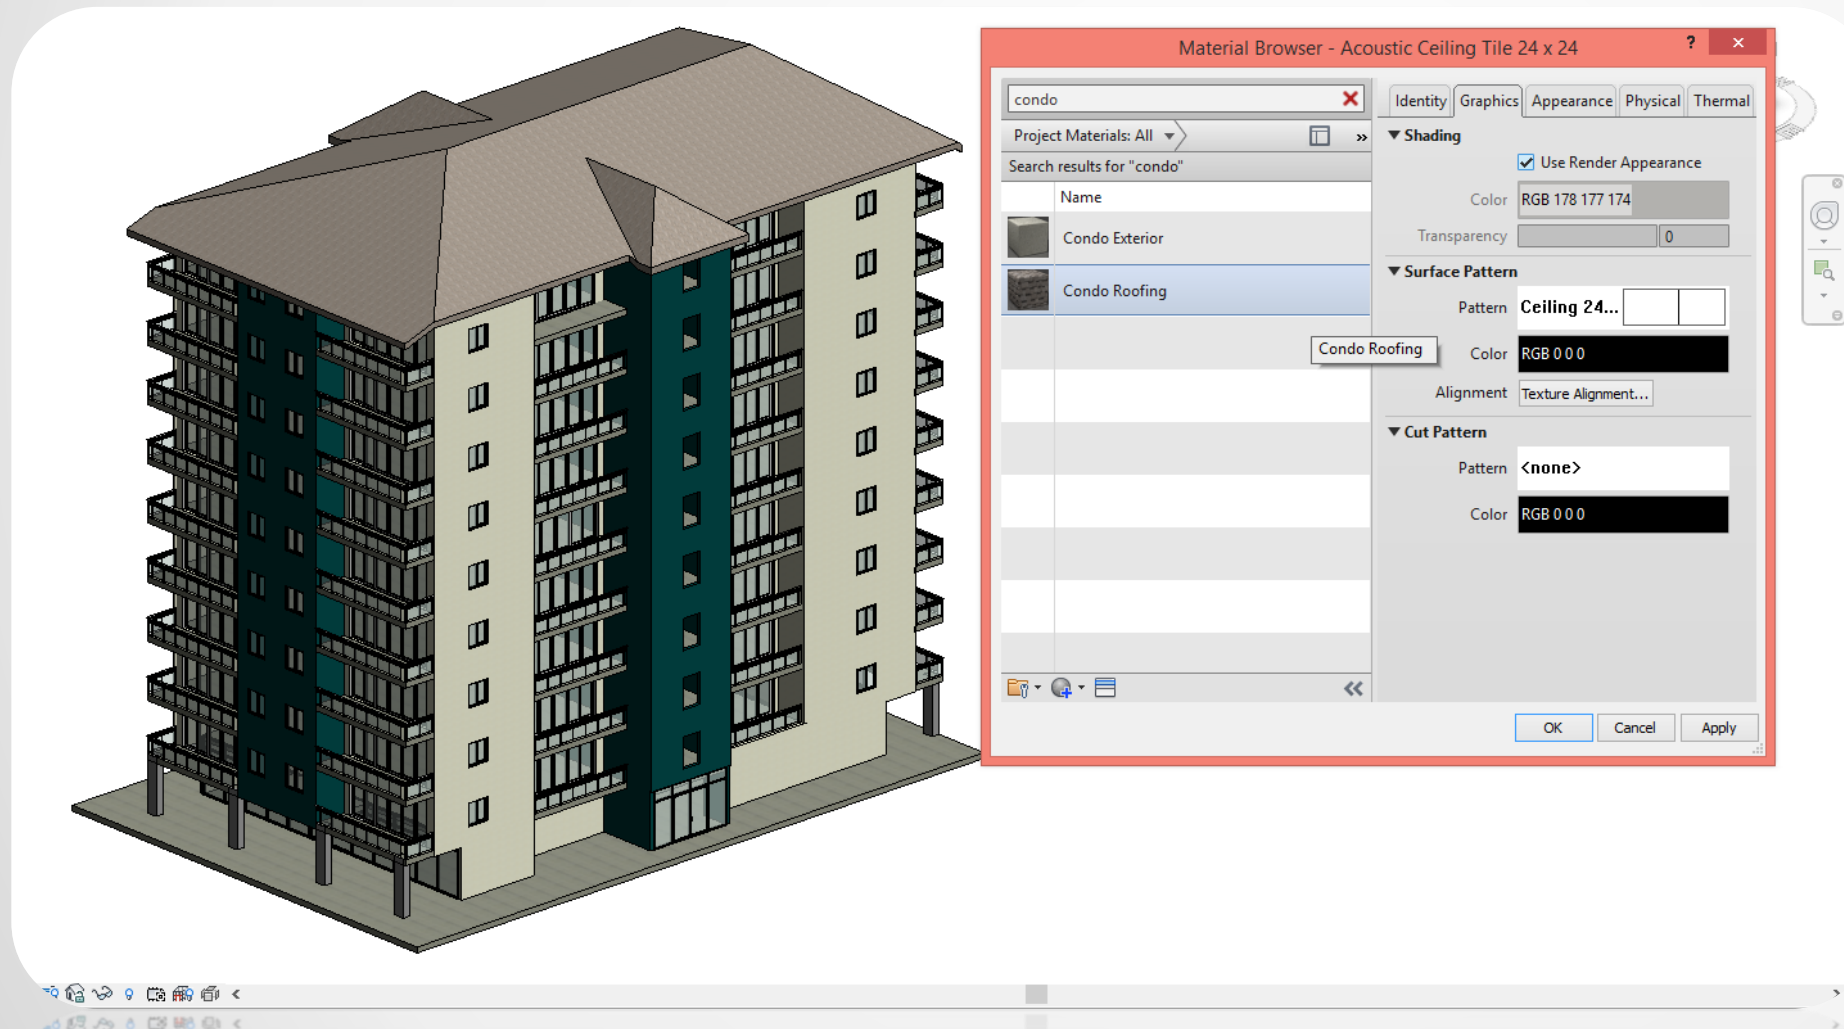 Material Browser - Acoustic Ceiling Tile 24 x 24
? ×
condo
Project Materials: All
»
Search results for "condo"
Name
Condo Exterior
Condo Roofing
Condo Roofing
Identity Graphics Appearance Physical Thermal
Shading
Use Render Appearance
Color RGB 178 177 174
Transparency 0
Surface Pattern
Pattern Ceiling 24...
Color RGB 0 0 0
Alignment Texture Alignment...
Cut Pattern
Pattern <none>
Color RGB 0 0 0
OK Cancel Apply